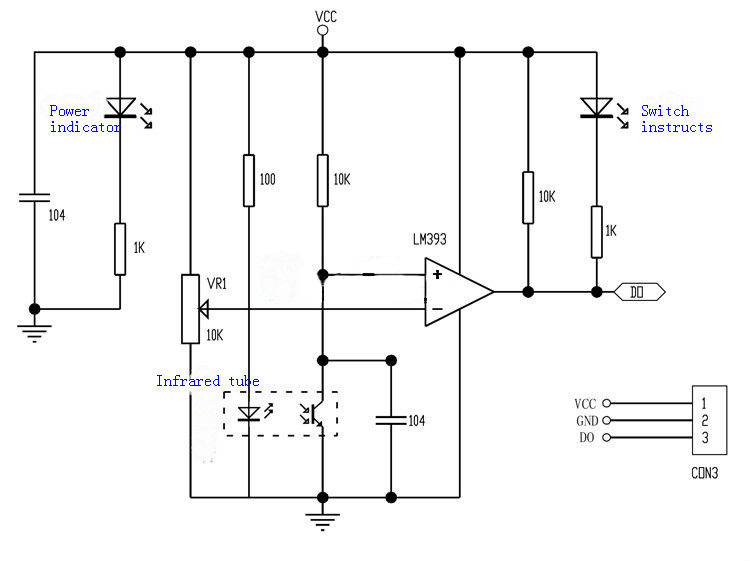 VCC
Power
indicator
Switch
instructs
104
1K
100
10K
10K
1K
LM393
VR1
10K
+
−
DO
Infrared tube
104
VCC
GND
DO
1
2
3
CON3